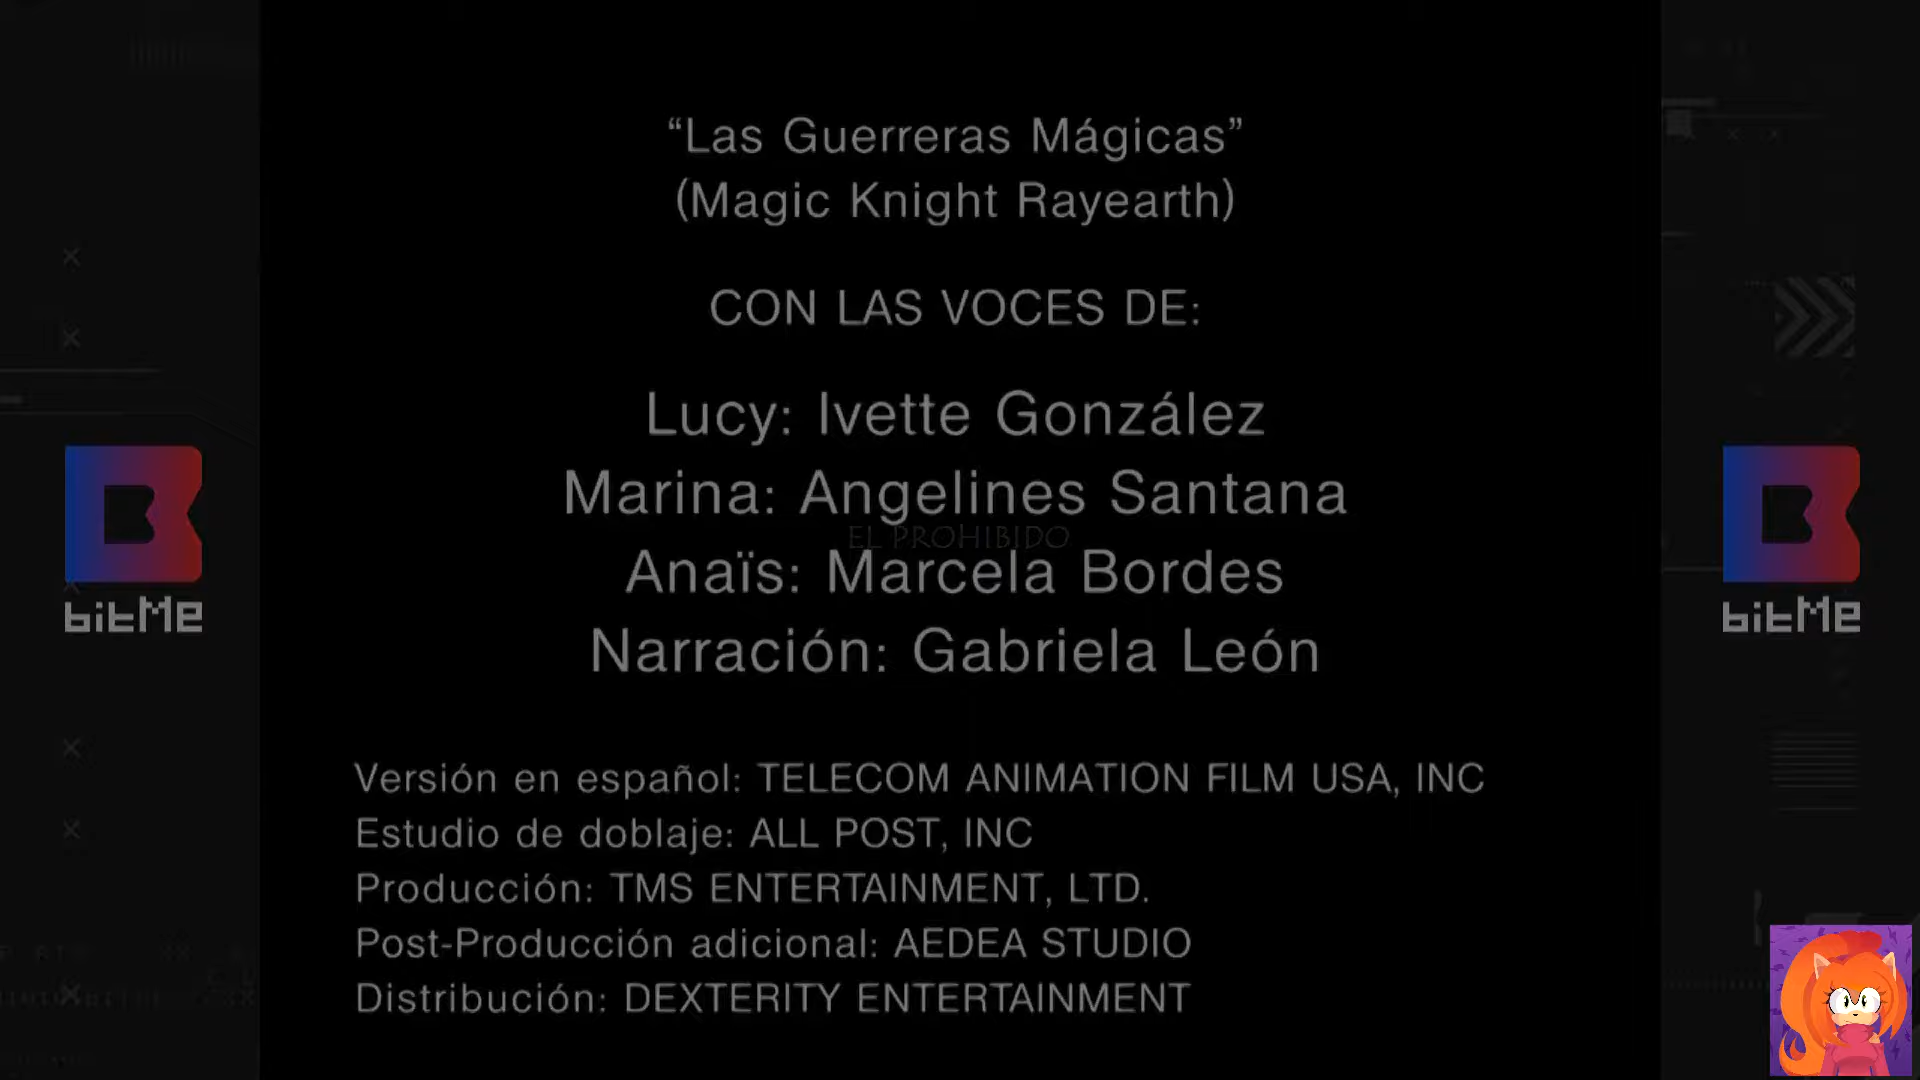 “Las Guerreras Mágicas”
(Magic Knight Rayearth)
CON LAS VOCES DE:
Lucy: Ivette González
Marina: Angelines Santana
EL PROHIBIDO
Anaïs: Marcela Bordes
Narración: Gabriela León
bitMe
bitMe
Versión en español: TELECOM ANIMATION FILM USA, INC
Estudio de doblaje: ALL POST, INC
Producción: TMS ENTERTAINMENT, LTD.
Post-Producción adicional: AEDEA STUDIO
Distribución: DEXTERITY ENTERTAINMENT